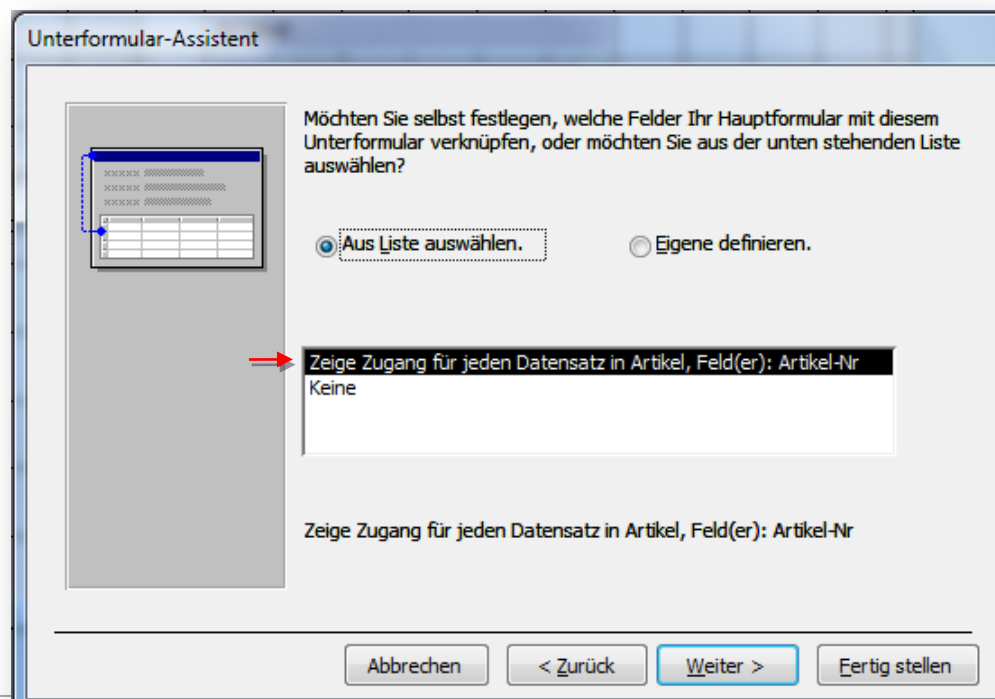 Unterformular-Assistent
Möchten Sie selbst festlegen, welche Felder Ihr Hauptformular mit diesem
Unterformular verknüpfen, oder möchten Sie aus der unten stehenden Liste
auswählen?
Aus Liste auswählen.
Eigene definieren.
Zeige Zugang für jeden Datensatz in Artikel, Feld(er): Artikel-Nr
Keine
Zeige Zugang für jeden Datensatz in Artikel, Feld(er): Artikel-Nr
Abbrechen
< Zurück
Weiter >
Fertig stellen